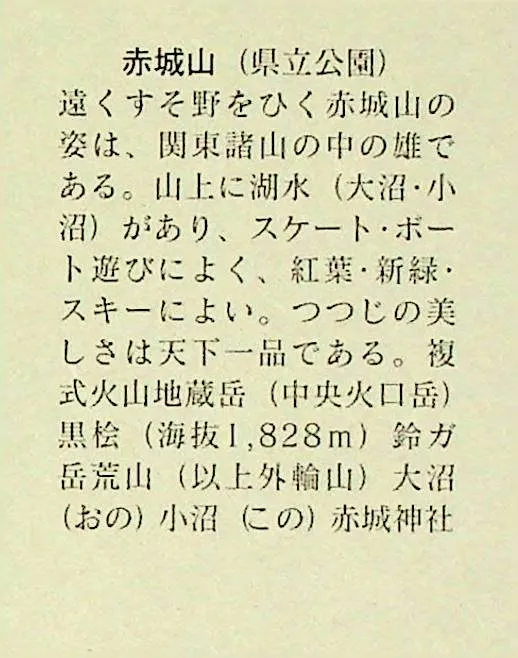 赤城山（県立公園）
遠くすそ野をひく赤城山の
姿は、関東諸山の中の雄で
ある。山上に湖水（大沼·小
沼）があり、スケート·ボー
ト遊びによく、紅葉·新緑·
スキーによい。つつじの美
しさは天下一品である。複
式火山地蔵岳（中央火口岳）
黒桧（海抜1,828m）鈴ガ
岳荒山（以上外輪山）大沼
（おの）小沼（この）赤城神社